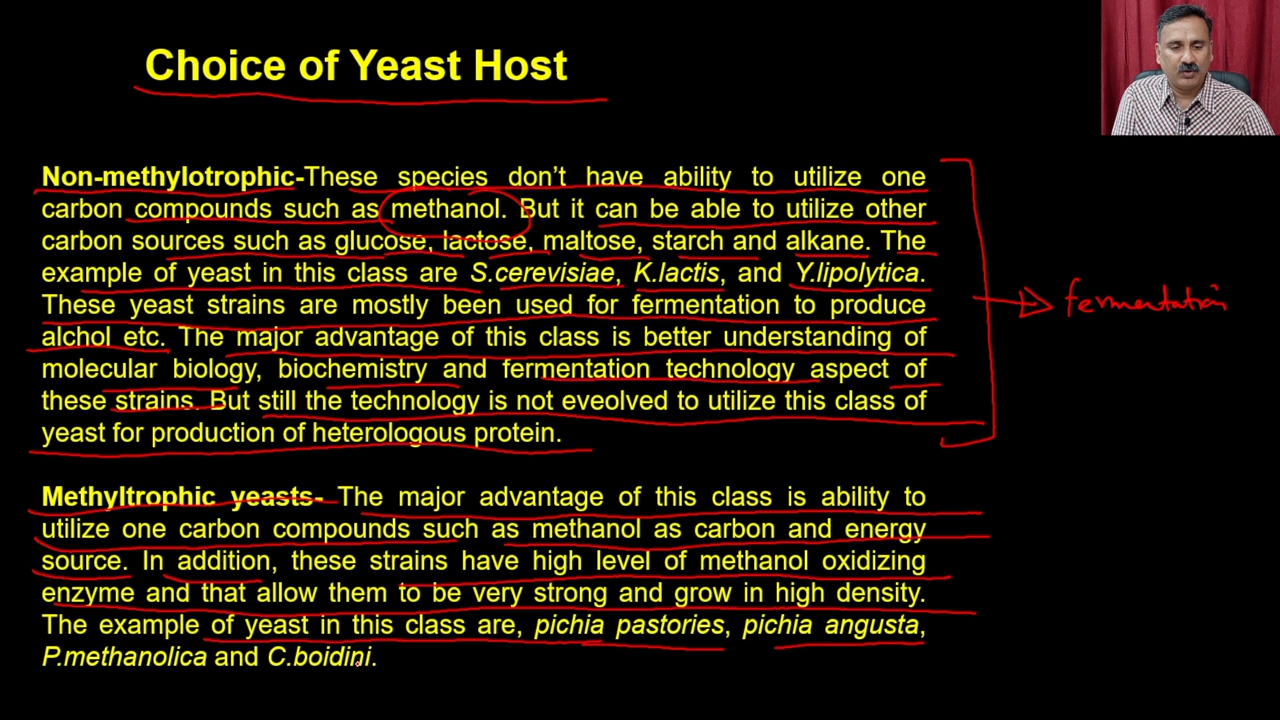 Choice of Yeast Host
Non-methylotrophic-These species don't have ability to utilize one
carbon compounds such as methanol. But it can be able to utilize other
carbon sources such as glucose, lactose, maltose, starch and alkane. The
example of yeast in this class are S.cerevisiae, K.lactis, and Y.lipolytica.
These yeast strains are mostly been used for fermentation to produce
alchol etc. The major advantage of this class is better understanding of
molecular biology, biochemistry and fermentation technology aspect of
these strains. But still the technology is not eveolved to utilize this class of
yeast for production of heterologous protein.
fermentation
Methyltrophic yeasts- The major advantage of this class is ability to
utilize one carbon compounds such as methanol as carbon and energy
source. In addition, these strains have high level of methanol oxidizing
enzyme and that allow them to be very strong and grow in high density.
The example of yeast in this class are, pichia pastories, pichia angusta,
P.methanolica and C.boidini.